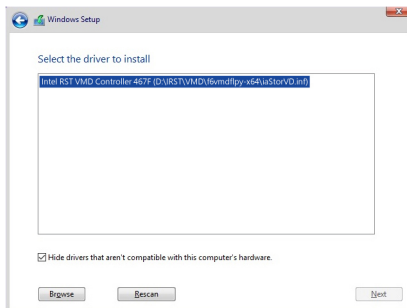 Windows Setup
Select the driver to install
Intel RST VMD Controller 467F (D:\IRST\VMD\f6vmdflpy-x64\iaStorVD.inf)
Hide drivers that aren't compatible with this computer's hardware.
Browse
Rescan
Next